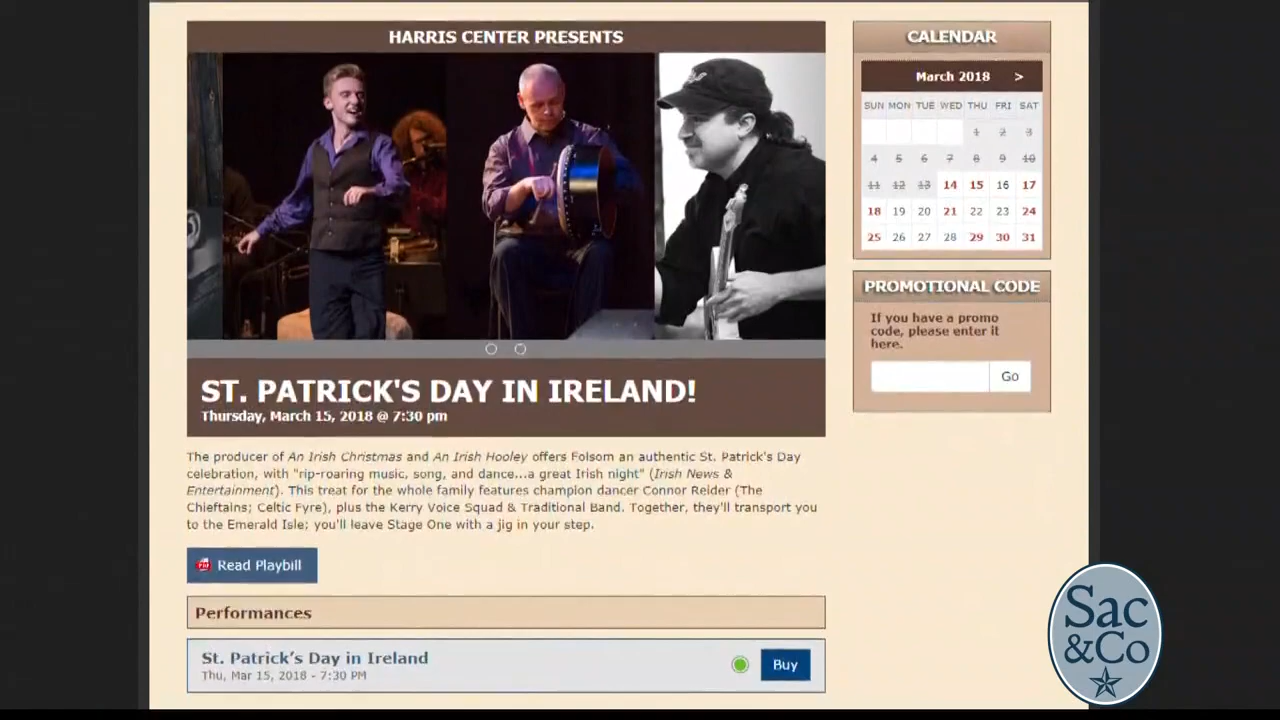 HARRIS CENTER PRESENTS
ST. PATRICK'S DAY IN IRELAND!
Thursday, March 15, 2018 @ 7:30 pm
The producer of An Irish Christmas and An Irish Hooley offers Folsom an authentic St. Patrick's Day
celebration, with "rip-roaring music, song, and dance...a great Irish night" (Irish News &
Entertainment). This treat for the whole family features champion dancer Connor Reider (The
Chieftains; Celtic Fyre), plus the Kerry Voice Squad & Traditional Band. Together, they'll transport you
to the Emerald Isle; you'll leave Stage One with a jig in your step.
Read Playbill
Performances
St. Patrick’s Day in Ireland
Thu, Mar 15, 2018 - 7:30 PM
Buy
CALENDAR
March 2018 >
SUN MON TUE WED THU FRI SAT
1 2 3
4 5 6 7 8 9 10
11 12 13 14 15 16 17
18 19 20 21 22 23 24
25 26 27 28 29 30 31
PROMOTIONAL CODE
If you have a promo
code, please enter it
here.
Go
Sac
&Co